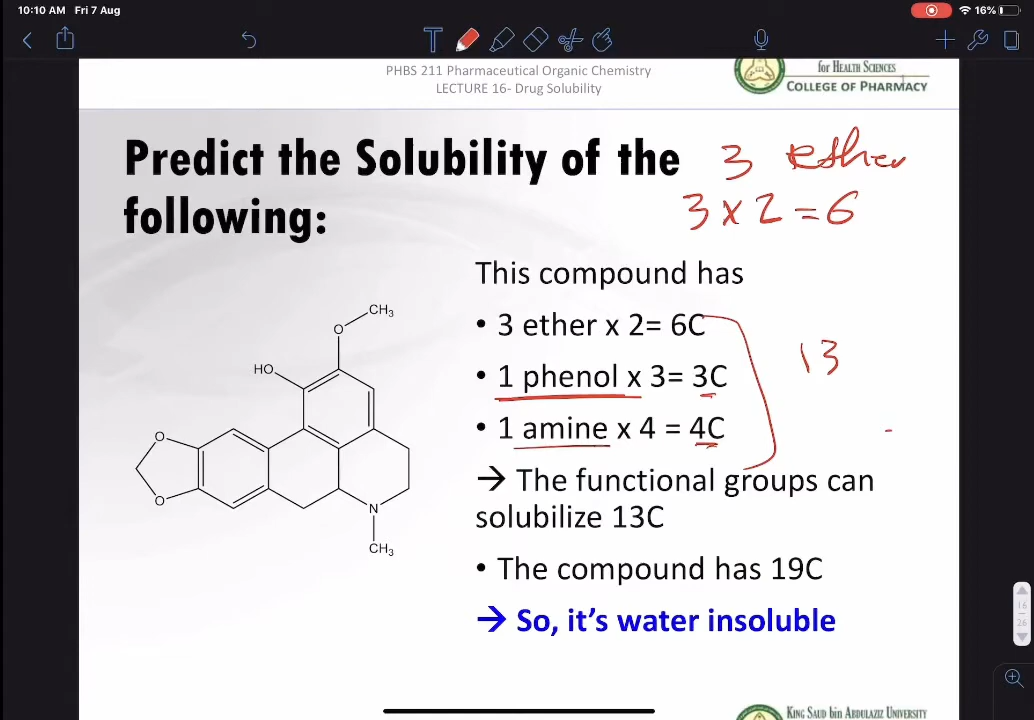 10:10 AM Fri 7 Aug
16%
PHBS 211 Pharmaceutical Organic Chemistry
LECTURE 16- Drug Solubility
for HEALTH SCIENCES
COLLEGE OF PHARMACY
Predict the Solubility of the
following:
3 ether
3 x 2 = 6
This compound has
• 3 ether x 2= 6C
• 1 phenol x 3= 3C
• 1 amine x 4 = 4C
13
→ The functional groups can
solubilize 13C
• The compound has 19C
→ So, it's water insoluble
CH3
O
HO
O
O
N
CH3
16
26
KING SAUD bin ABDULAZIZ UNIVERSITY